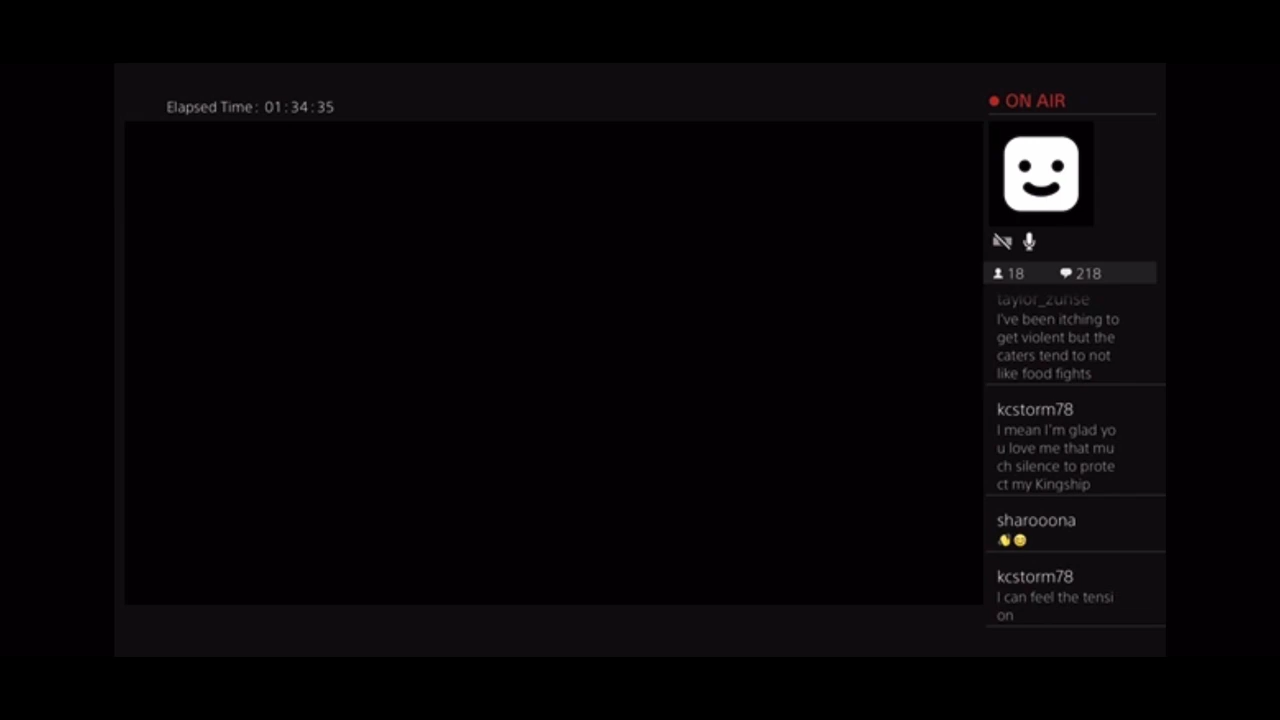 Elapsed Time: 01:34:35
ON AIR
18 218
taylor_zunse
I've been itching to
get violent but the
caters tend to not
like food fights
kcstorm78
I mean I'm glad yo
u love me that mu
ch silence to prote
ct my Kingship
sharooona
👋😊
kcstorm78
I can feel the tensi
on